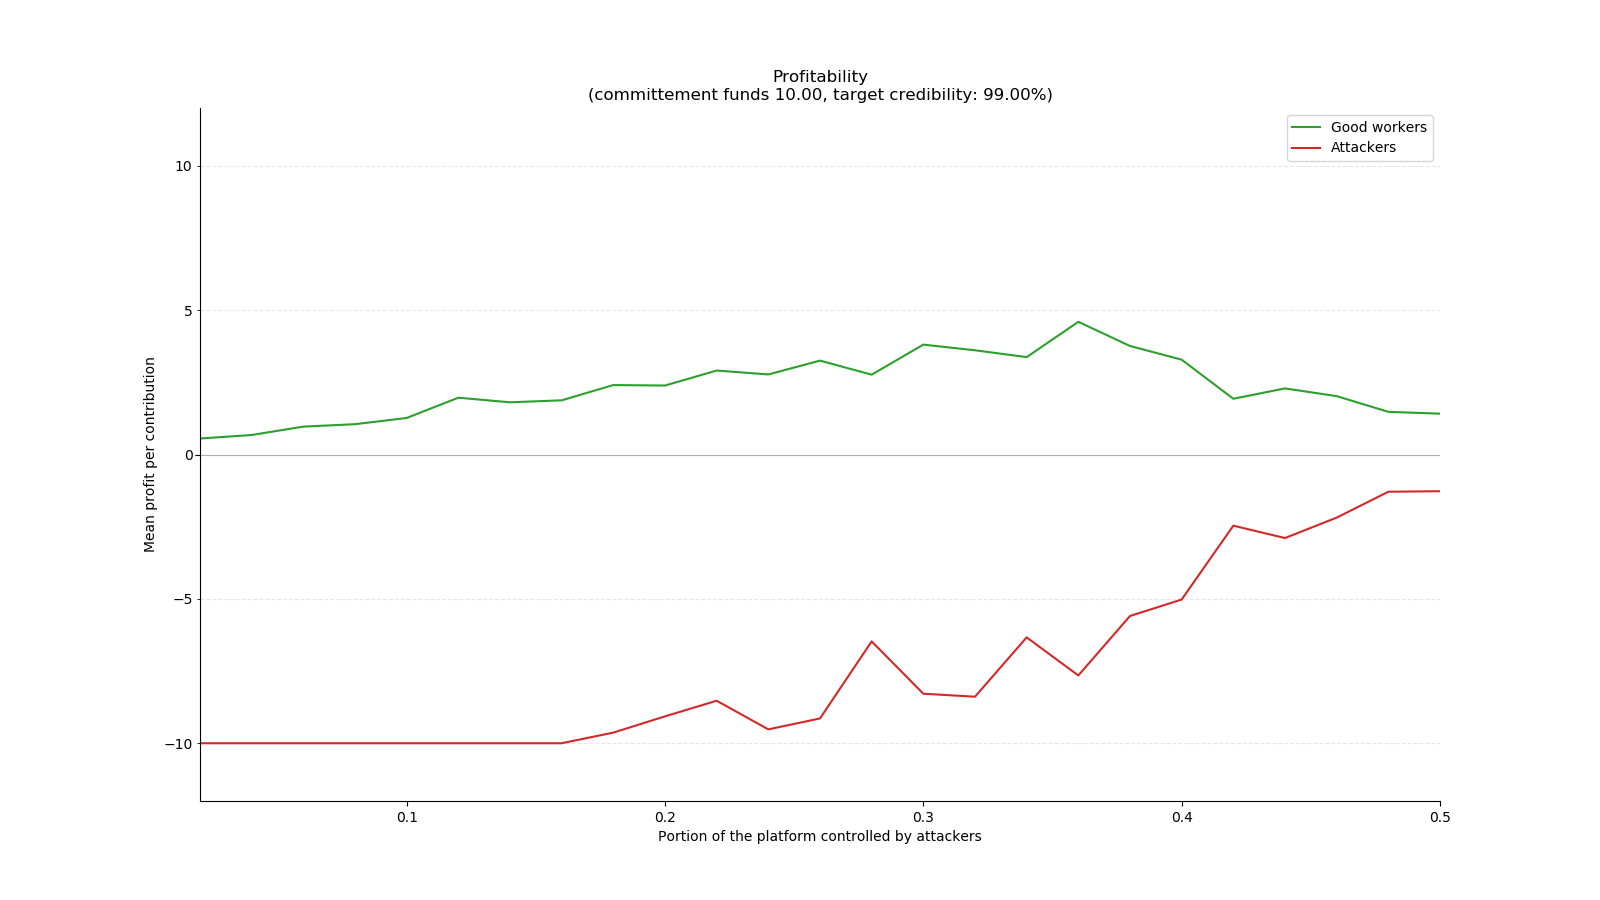 Profitability
(committement funds 10.00, target credibility: 99.00%)
Good workers
Attackers
10
5
0
−5
−10
Mean profit per contribution
0.1
0.2
0.3
0.4
0.5
Portion of the platform controlled by attackers